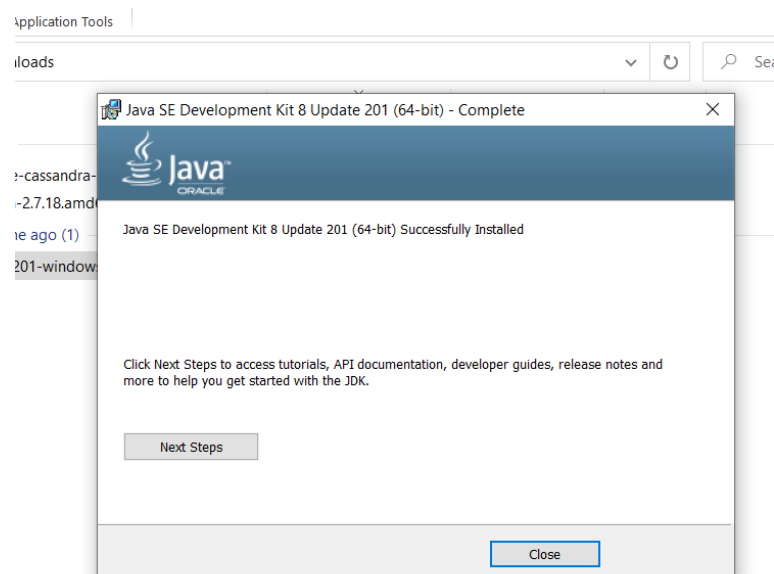 Application Tools
nloads
Sea
Java SE Development Kit 8 Update 201 (64-bit) - Complete
Java™
ORACLE
e-cassandra-
-2.7.18.amd6
Java SE Development Kit 8 Update 201 (64-bit) Successfully Installed
ne ago (1)
201-windows
Click Next Steps to access tutorials, API documentation, developer guides, release notes and
more to help you get started with the JDK.
Next Steps
Close